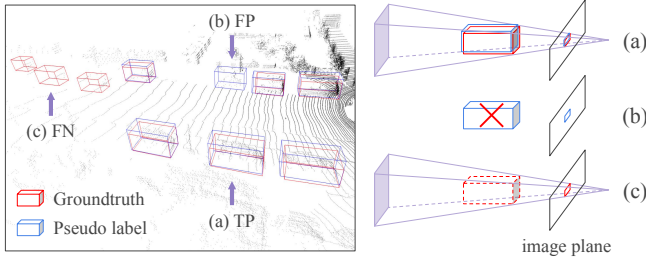 (b) FP
(c) FN
(a) TP
Groundtruth
Pseudo label
(a)
(b)
(c)
image plane